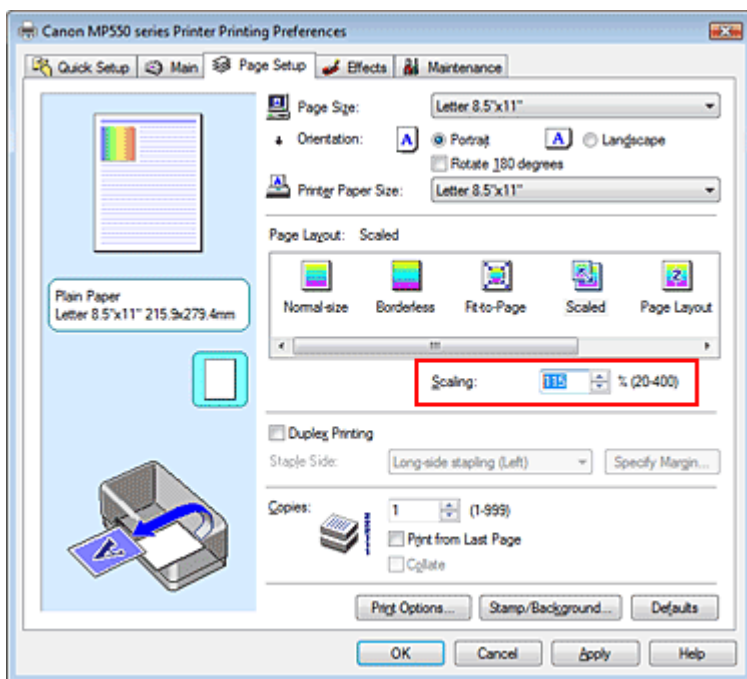 Canon MP550 series Printer Printing Preferences
Quick Setup Main Page Setup Effects Maintenance
Page Size: Letter 8.5"x11"
Orientation: A Portrait A Landscape
Rotate 180 degrees
Printer Paper Size: Letter 8.5"x11"
Page Layout: Scaled
Normal-size Borderless Fit-to-Page Scaled Page Layout
Plain Paper
Letter 8.5"x11" 215.9x279.4mm
Scaling: 115 % (20-400)
Duplex Printing
Staple Side: Long-side stapling (Left) Specify Margin...
Copies: 1 (1-999)
Print from Last Page
Collate
Print Options... Stamp/Background... Defaults
OK Cancel Apply Help